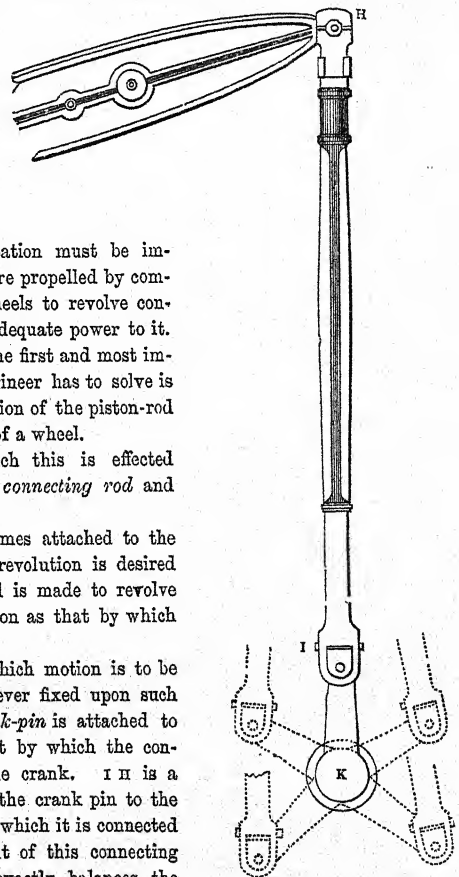 H
ation must be im-
re propelled by com-
heels to revolve con-
dequate power to it.
he first and most im-
ineer has to solve is
ion of the piston-rod
of a wheel.
ch this is effected
connecting rod and
mes attached to the
revolution is desired
l is made to revolve
on as that by which
I
hich motion is to be
ever fixed upon such
k-pin is attached to
t by which the con-
e crank. I H is a
the crank pin to the
which it is connected
t of this connecting
rectly balances the
K